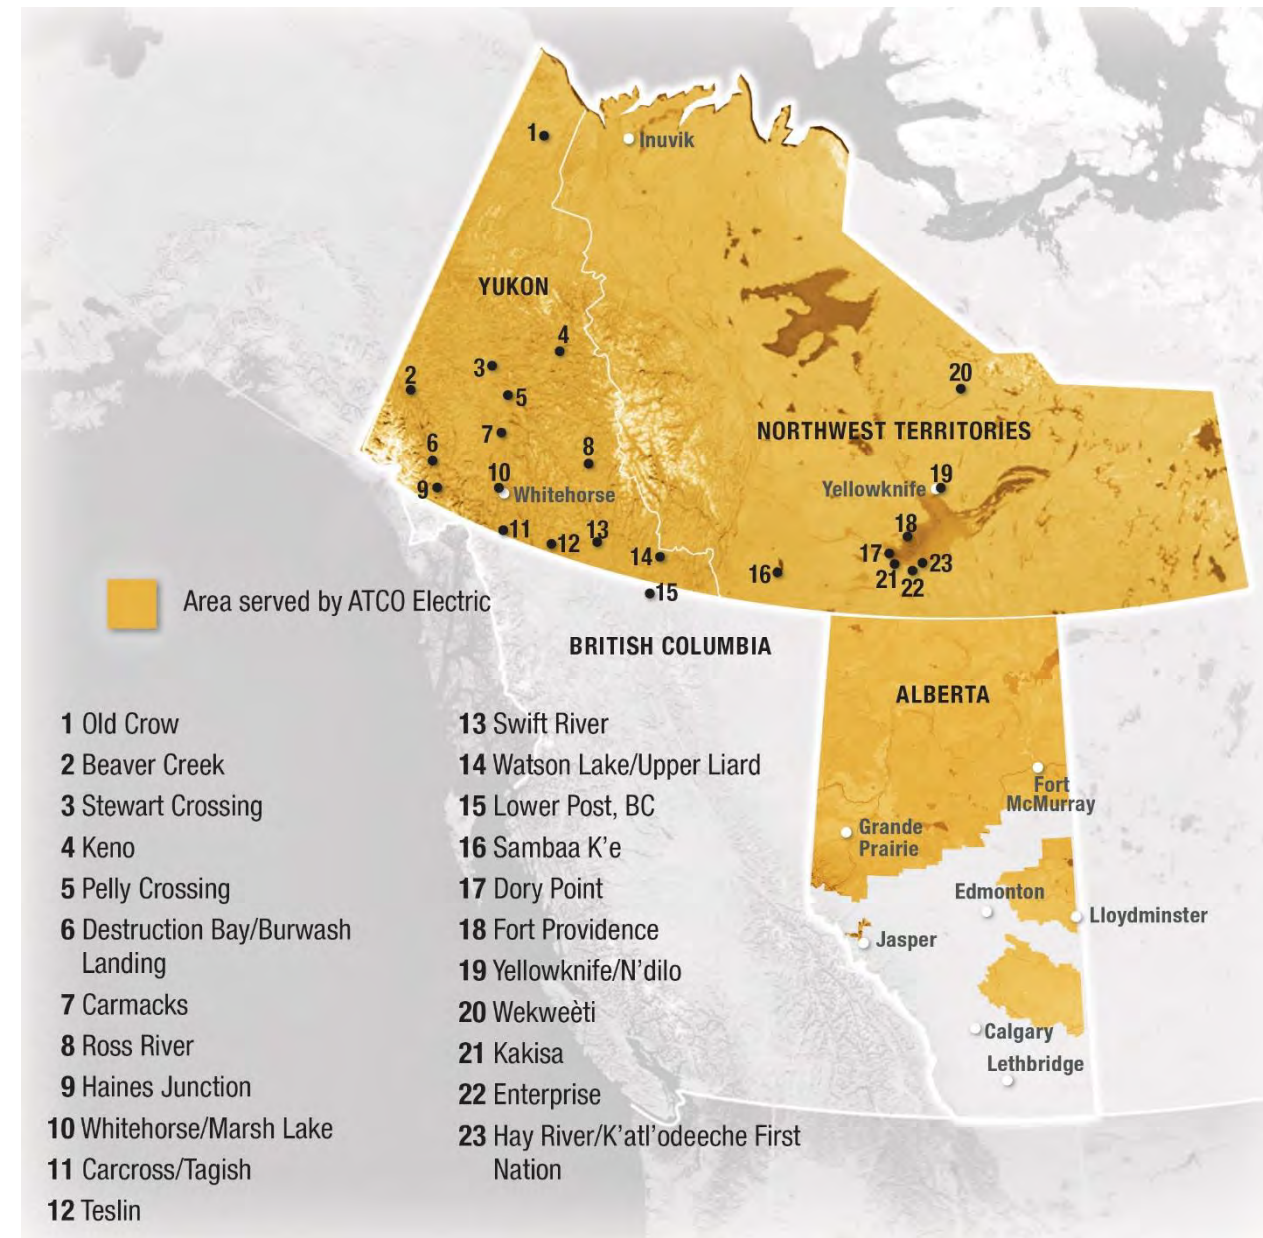 1
Inuvik
YUKON
4
3
2
5
20
7
NORTHWEST TERRITORIES
6
8
10
19
9
Whitehorse
Yellowknife
11
13
18
12
17
14
23
16
21
22
15
Area served by ATCO Electric
BRITISH COLUMBIA
ALBERTA
Fort
McMurray
Grande
Prairie
Edmonton
Lloydminster
Jasper
Calgary
Lethbridge
1 Old Crow
2 Beaver Creek
3 Stewart Crossing
4 Keno
5 Pelly Crossing
6 Destruction Bay/Burwash
Landing
7 Carmacks
8 Ross River
9 Haines Junction
10 Whitehorse/Marsh Lake
11 Carcross/Tagish
12 Teslin
13 Swift River
14 Watson Lake/Upper Liard
15 Lower Post, BC
16 Sambaa K’e
17 Dory Point
18 Fort Providence
19 Yellowknife/N’dilo
20 Wekweèti
21 Kakisa
22 Enterprise
23 Hay River/K’atl’odeeche First
Nation